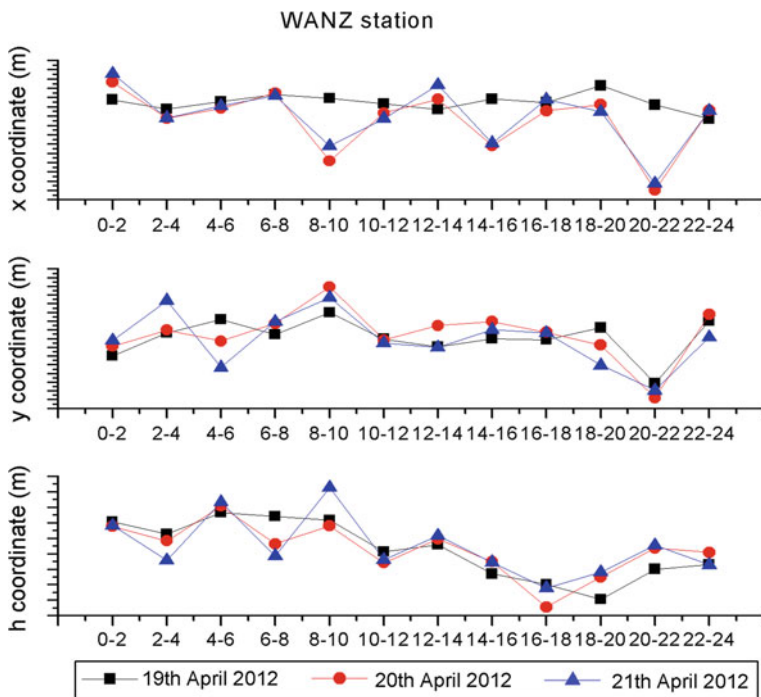 WANZ station
x coordinate (m)
0-2 2-4 4-6 6-8 8-10 10-12 12-14 14-16 16-18 18-20 20-22 22-24
y coordinate (m)
0-2 2-4 4-6 6-8 8-10 10-12 12-14 14-16 16-18 18-20 20-22 22-24
h coordinate (m)
0-2 2-4 4-6 6-8 8-10 10-12 12-14 14-16 16-18 18-20 20-22 22-24
19th April 2012 20th April 2012 21th April 2012